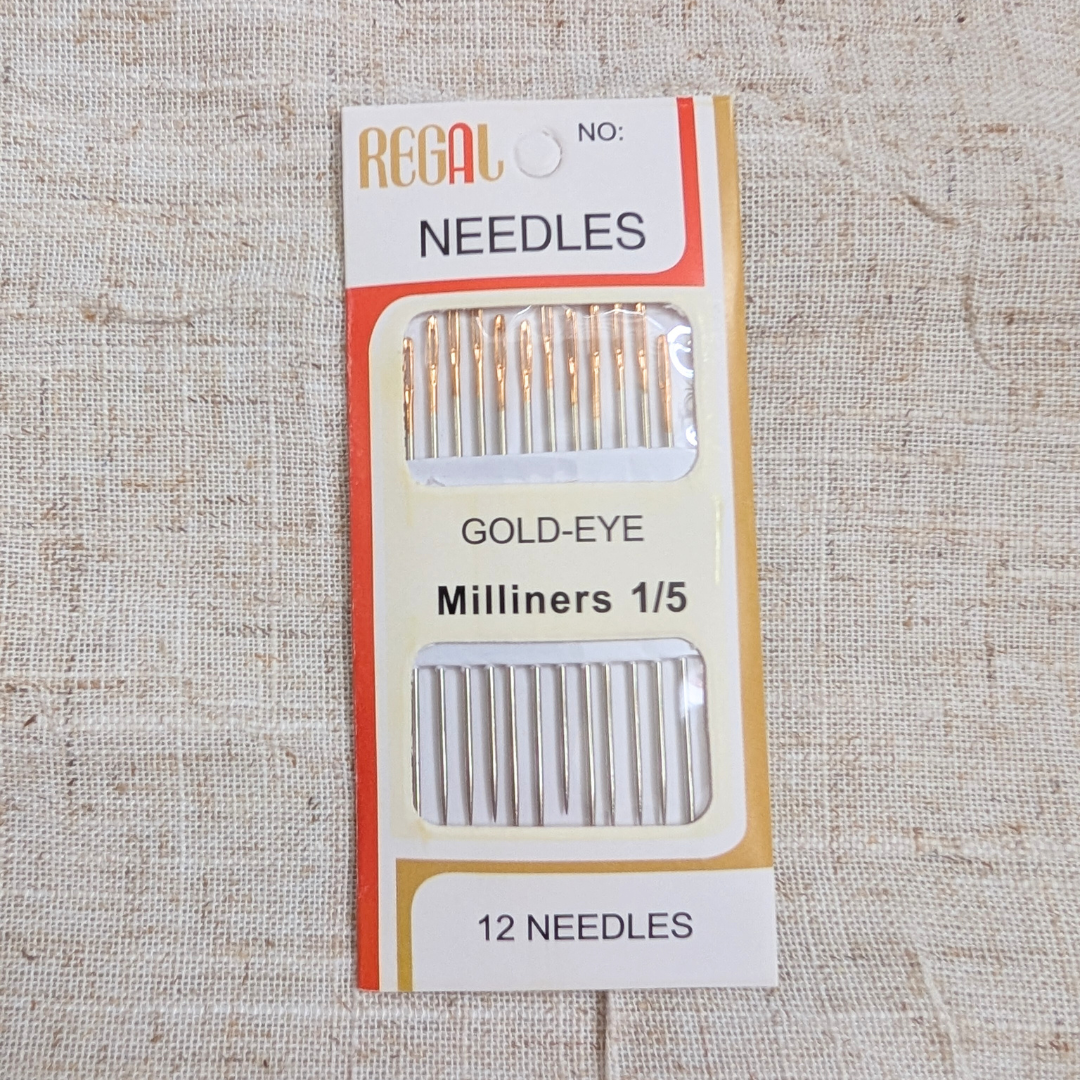 REGAL
NO:
NEEDLES
GOLD-EYE
Milliners 1/5
12 NEEDLES